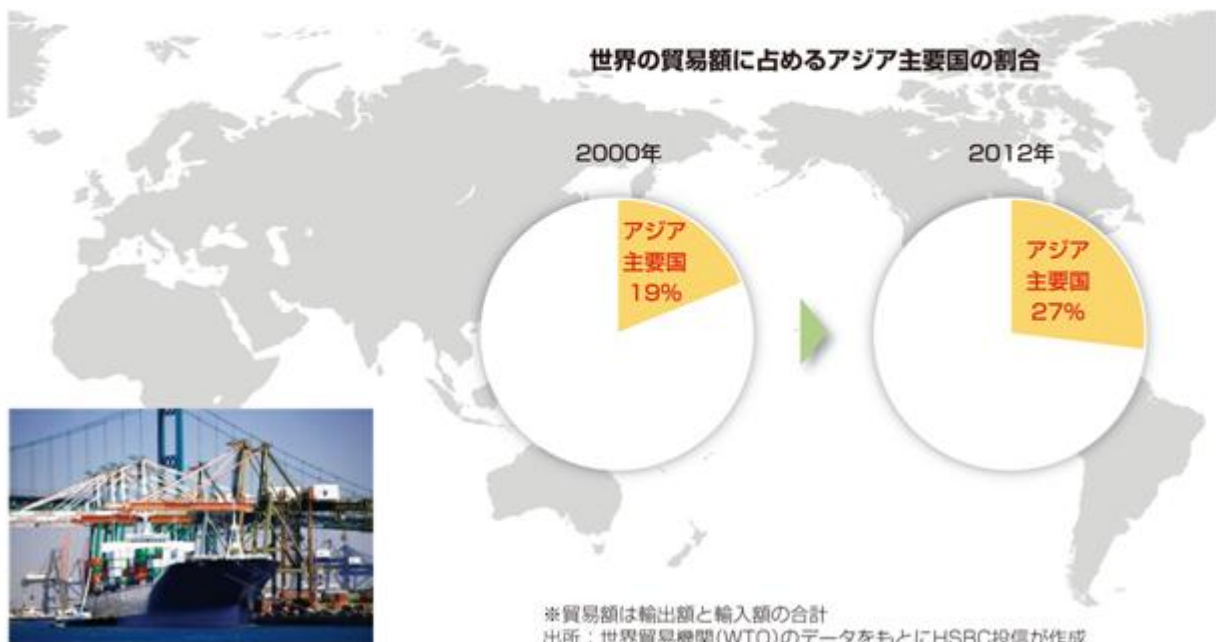 世界の貿易額に占めるアジア主要国の割合
2000年
2012年
アジア
主要国
19%
アジア
主要国
27%
※貿易額は輸出額と輸入額の合計
出所：世界貿易機関(WTO)のデータをもとにHSBC投信が作成